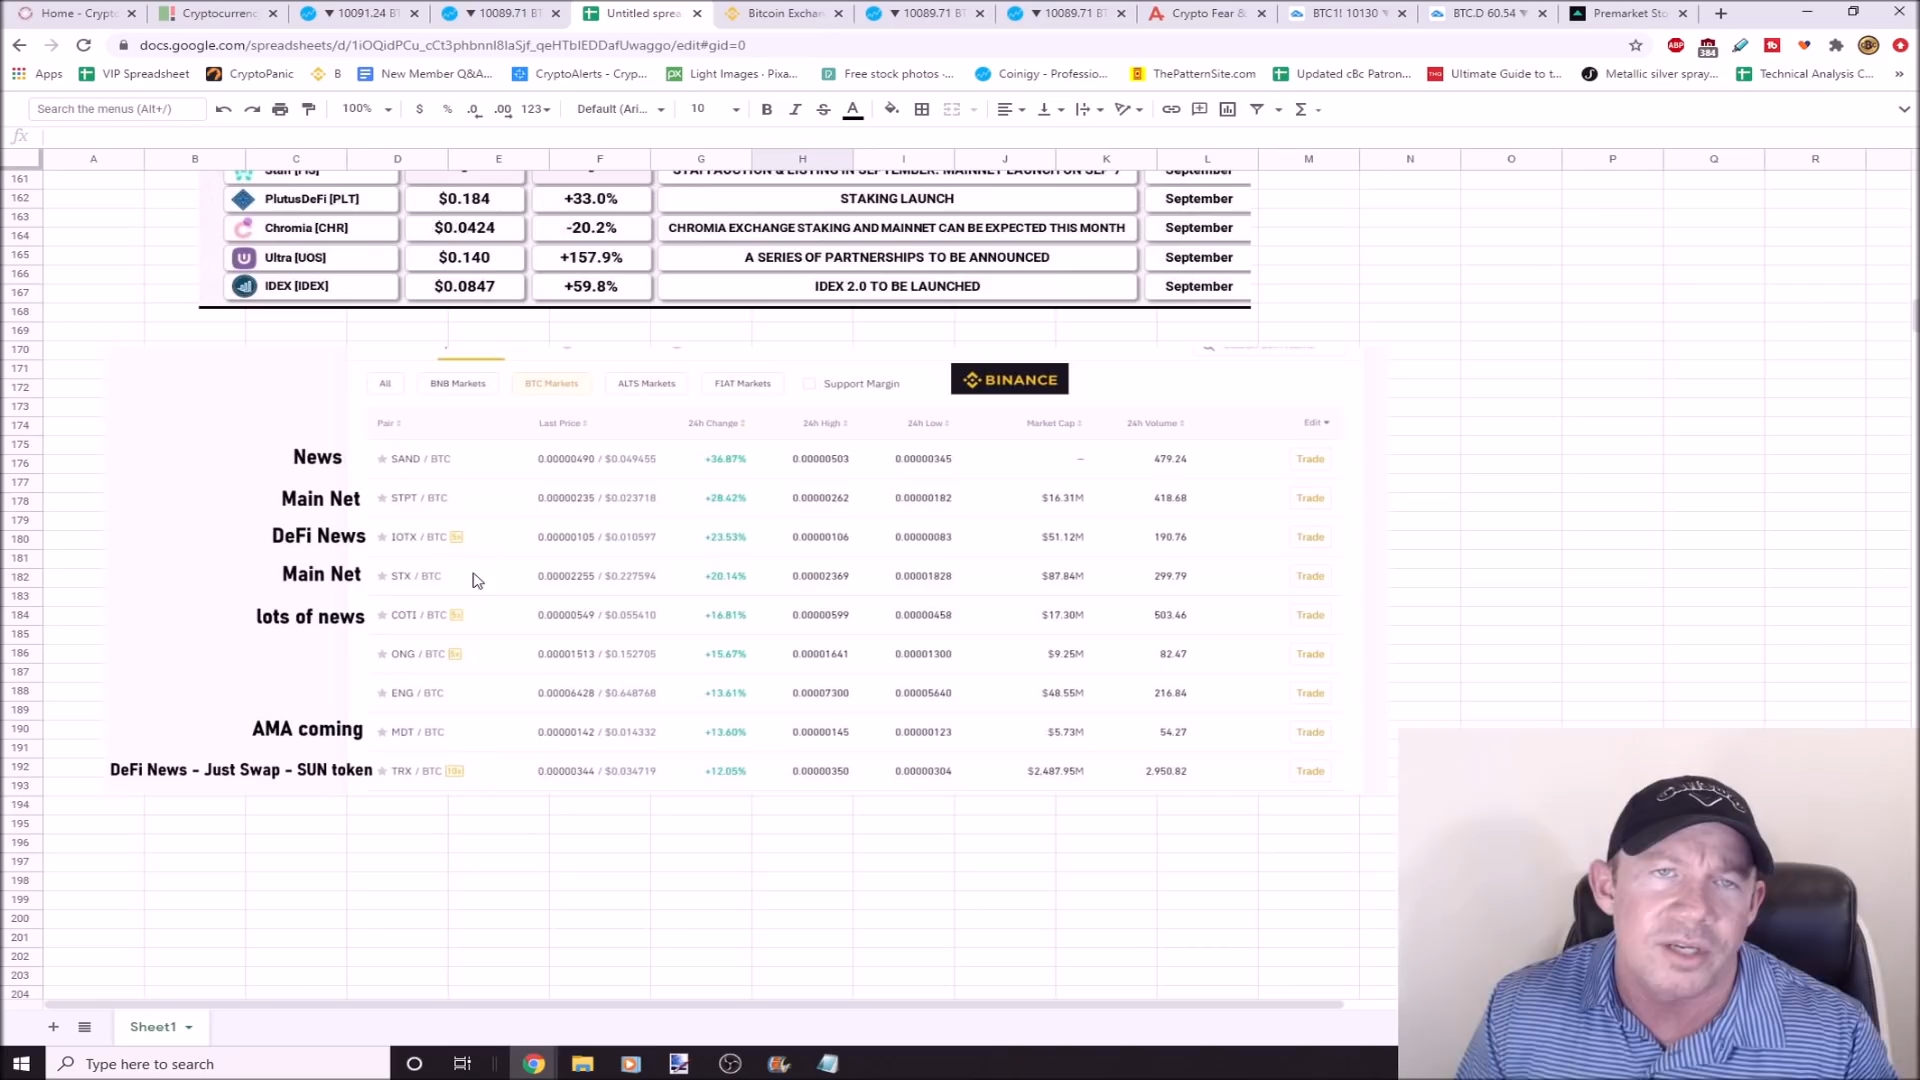 Home - Crypto
Cryptocurrenc
▼ 10091.24 BT
▼ 10089.71 BT
Untitled sprea
Bitcoin Exchan
▼ 10089.71 BT
▼ 10089.71 BT
Crypto Fear &
BTC1! 10130 ▼
BTC.D 60.54 ▼
Premarket Sto
docs.google.com/spreadsheets/d/1iOQidPCu_cCt3phbnnI8IaSjf_qeHTbIEDDafUwaggo/edit#gid=0
ABP
384
Apps
VIP Spreadsheet
CryptoPanic
B
New Member Q&A...
CryptoAlerts - Cryp...
Light Images · Pixa...
Free stock photos ·...
Coinigy - Professio...
ThePatternSite.com
Updated cBc Patron...
Ultimate Guide to t...
Metallic silver spray...
Technical Analysis C...
Search the menus (Alt+/)
100%
$ % .0 .00 123
Default (Ari...
10
B I S A
fx
A B C D E F G H I J K L M N O P Q R
161 September
162 PlutusDeFi [PLT] $0.184 +33.0% STAKING LAUNCH September
163
164 Chromia [CHR] $0.0424 -20.2% CHROMIA EXCHANGE STAKING AND MAINNET CAN BE EXPECTED THIS MONTH September
165 Ultra [UOS] $0.140 +157.9% A SERIES OF PARTNERSHIPS TO BE ANNOUNCED September
166
167 IDEX [IDEX] $0.0847 +59.8% IDEX 2.0 TO BE LAUNCHED September
168
169
170
171
172 All BNB Markets BTC Markets ALTS Markets FIAT Markets Support Margin BINANCE
173
174 Pair Last Price 24h Change 24h High 24h Low Market Cap 24h Volume Edit
175
176 News SAND / BTC 0.00000490 / $0.049455 +36.87% 0.00000503 0.00000345 – 479.24 Trade
177
178 Main Net STPT / BTC 0.00000235 / $0.023718 +28.42% 0.00000262 0.00000182 $16.31M 418.68 Trade
179
180 DeFi News IOTX / BTC 5x 0.00000105 / $0.010597 +23.53% 0.00000106 0.00000083 $51.12M 190.76 Trade
181
182 Main Net STX / BTC 0.00002255 / $0.227594 +20.14% 0.00002369 0.00001828 $87.84M 299.79 Trade
183
184 lots of news COTI / BTC 5x 0.00000549 / $0.055410 +16.81% 0.00000599 0.00000458 $17.30M 503.46 Trade
185
186 ONG / BTC 5x 0.00001513 / $0.152705 +15.67% 0.00001641 0.00001300 $9.25M 82.47 Trade
187
188 ENG / BTC 0.00006428 / $0.648768 +13.61% 0.00007300 0.00005640 $48.55M 216.84 Trade
189
190 AMA coming MDT / BTC 0.00000142 / $0.014332 +13.60% 0.00000145 0.00000123 $5.73M 54.27 Trade
191
192 DeFi News - Just Swap - SUN token TRX / BTC 10x 0.00000344 / $0.034719 +12.05% 0.00000350 0.00000304 $2,487.95M 2,950.82 Trade
193
194
195
196
197
198
199
200
201
202
203
204
Sheet1
Type here to search